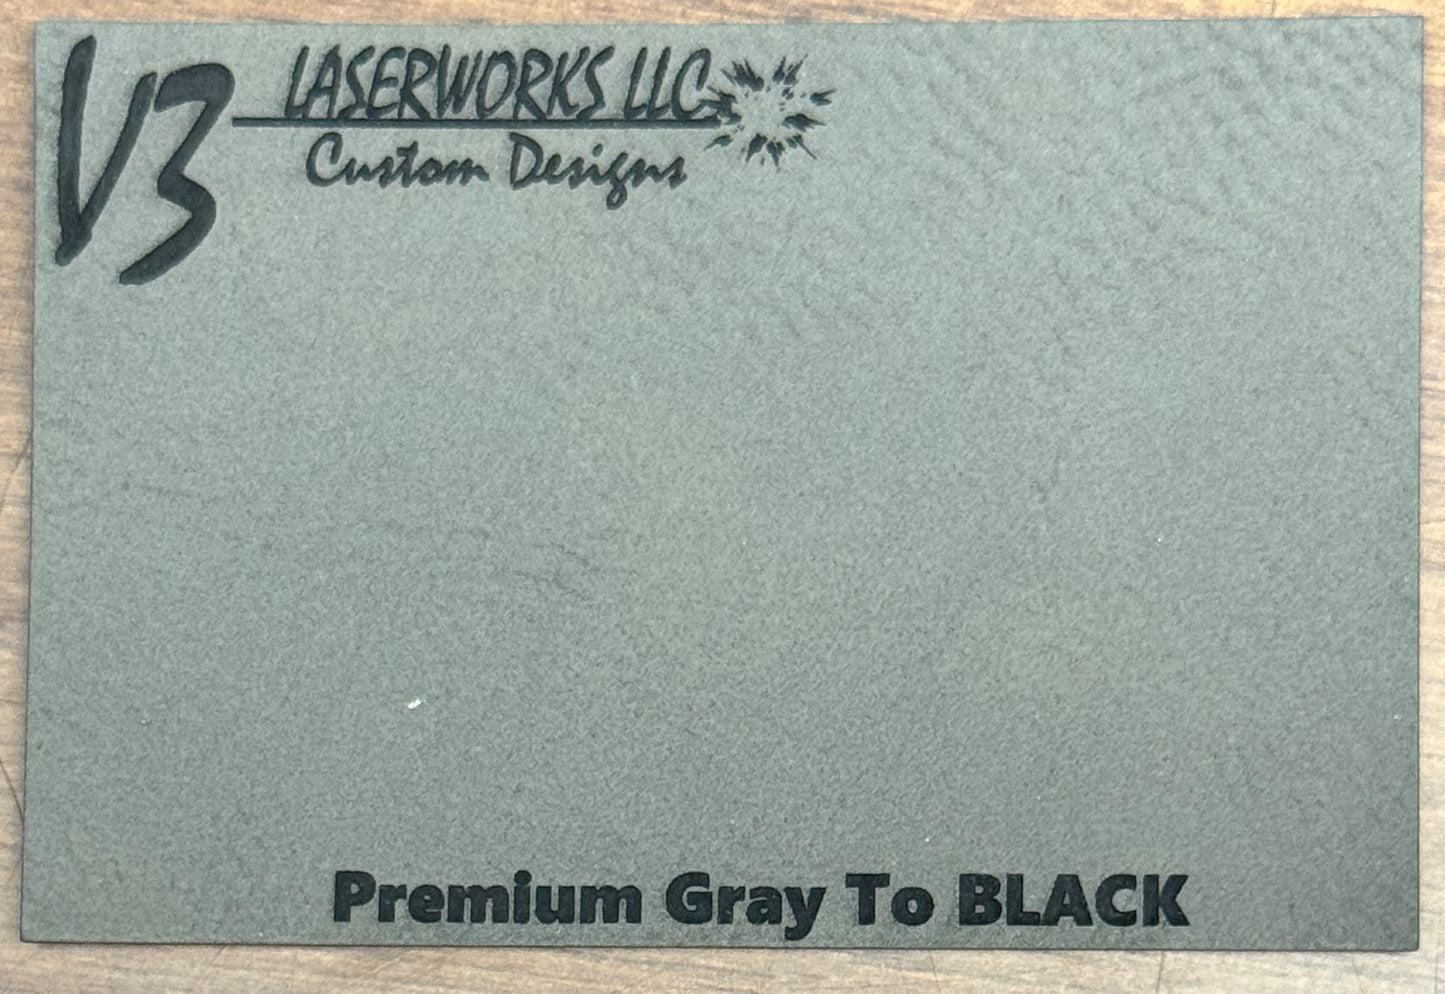 V3 LASERWORKS LLC
Custom Designs
Premium Gray To BLACK